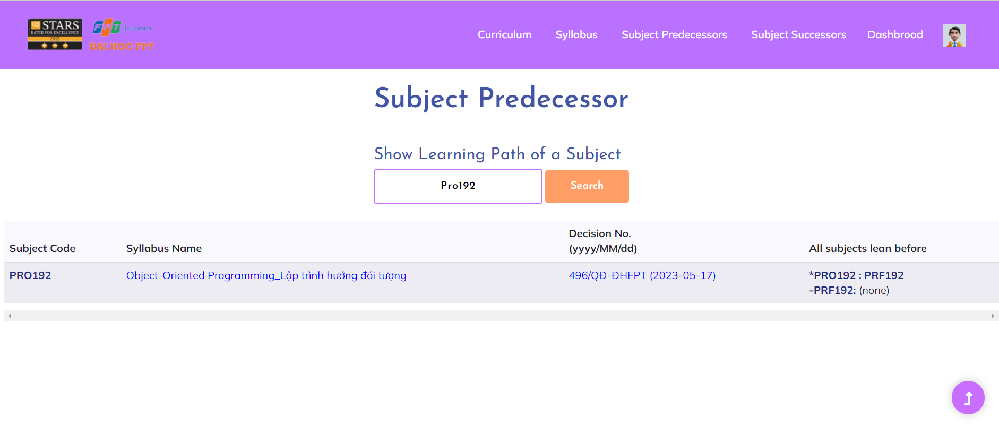 QS STARS
RATED FOR EXCELLENCE
2012
FPT Education
ĐẠI HỌC FPT
Curriculum
Syllabus
Subject Predecessors
Subject Successors
Dashbroad
Subject Predecessor
Show Learning Path of a Subject
Pro192
Search
Subject Code
Syllabus Name
Decision No.
(yyyy/MM/dd)
All subjects lean before
PRO192
Object-Oriented Programming_Lập trình hướng đối tượng
496/QĐ-ĐHFPT (2023-05-17)
*PRO192 : PRF192
-PRF192: (none)